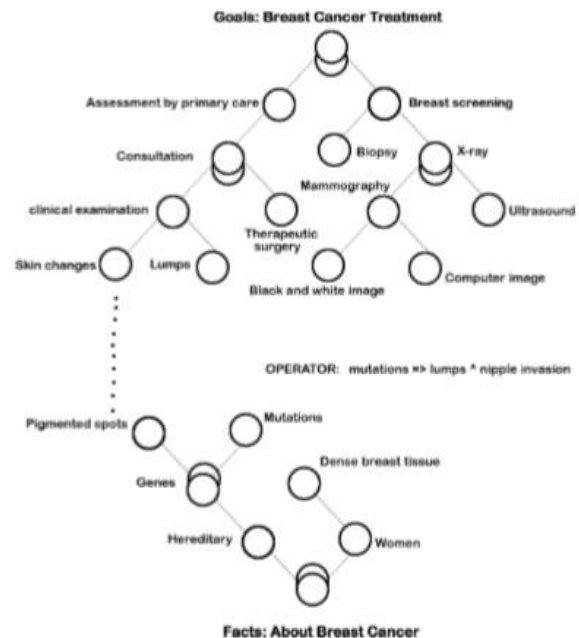 Goals: Breast Cancer Treatment
Assessment by primary care
Breast screening
Consultation
Biopsy
X-ray
Mammography
clinical examination
Therapeutic
surgery
Ultrasound
Skin changes
Lumps
Black and white image
Computer image
OPERATOR: mutations => lumps ^ nipple invasion
Pigmented spots
Mutations
Dense breast tissue
Genes
Hereditary
Women
Facts: About Breast Cancer